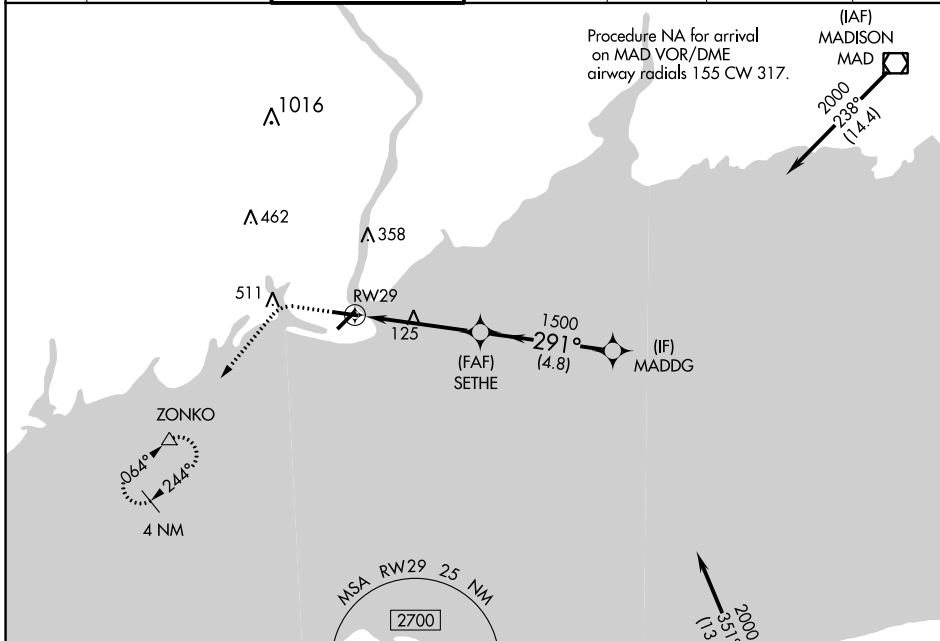 Procedure NA for arrival
on MAD VOR/DME
airway radials 155 CW 317.
(IAF)
MADISON
MAD
2000
238°
(14.4)
1016
462
358
511
RW29
125
1500
291°
(4.8)
(IF)
MADDG
(FAF)
SETHE
ZONKO
064°
244°
4 NM
MSA RW29 25 NM
2700
2000
351°
(13